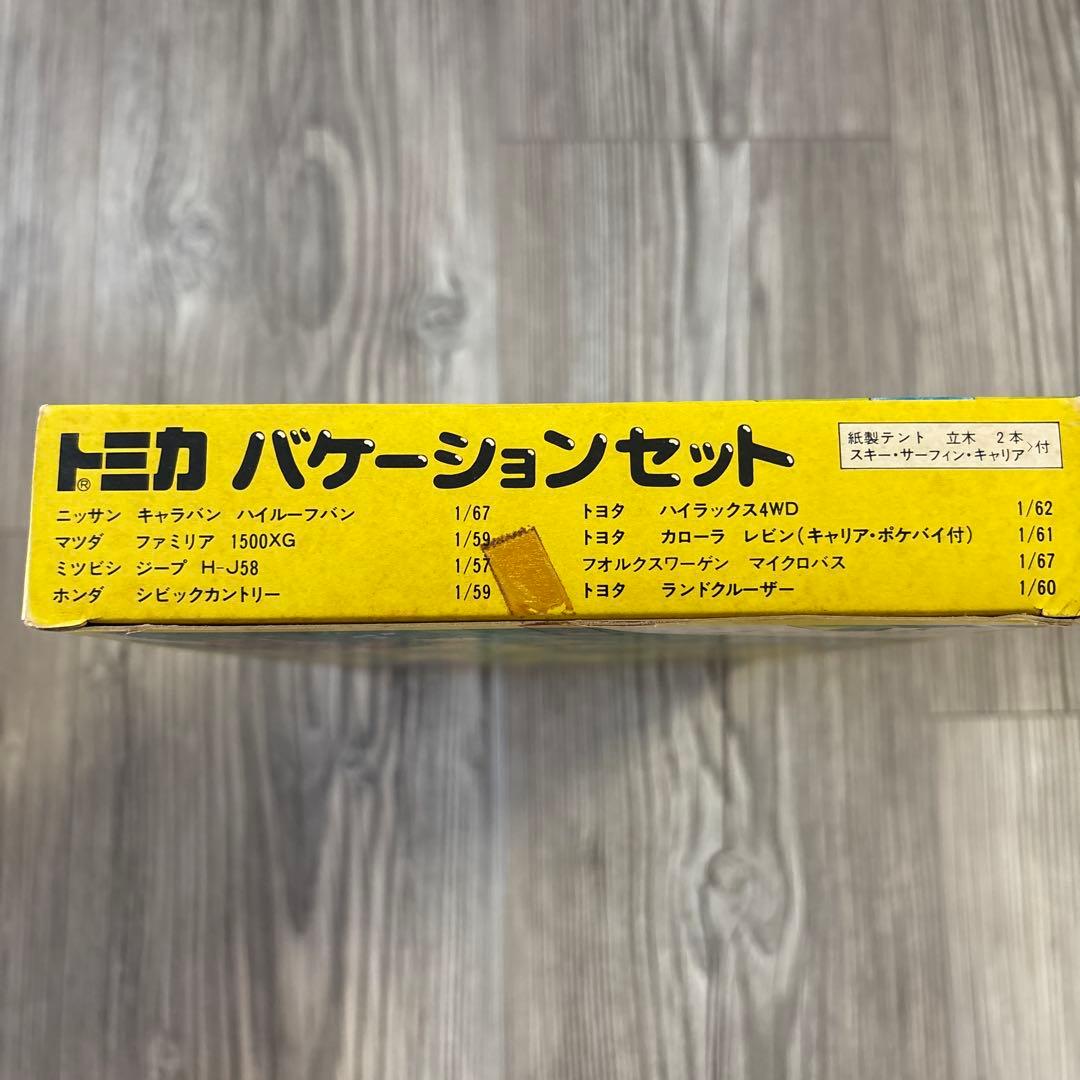 トミカ® バケーションセット
紙製テント 立木 2本
スキー・サーフィン・キャリア〉付
ニッサン キャラバン ハイルーフバン 1/67
マツダ ファミリア 1500XG 1/59
ミツビシ ジープ H-J58 1/57
ホンダ シビックカントリー 1/59
トヨタ ハイラックス4WD 1/62
トヨタ カローラ レビン(キャリア・ポケバイ付) 1/61
フオルクスワーゲン マイクロバス 1/67
トヨタ ランドクルーザー 1/60